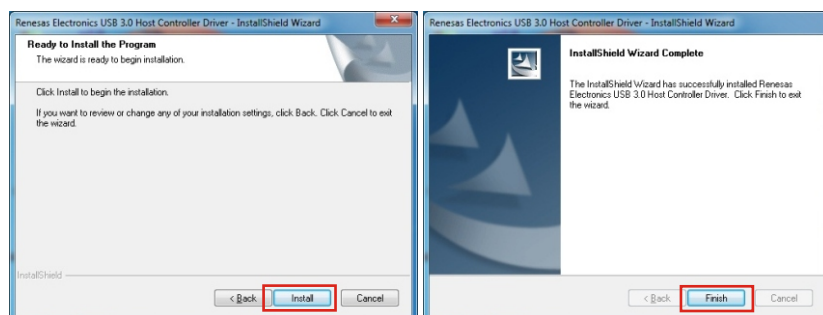 Renesas Electronics USB 3.0 Host Controller Driver - InstallShield Wizard
Ready to Install the Program
The wizard is ready to begin installation.
Click Install to begin the installation.
If you want to review or change any of your installation settings, click Back. Click Cancel to exit
the wizard.
InstallShield
< Back
Install
Cancel
Renesas Electronics USB 3.0 Host Controller Driver - InstallShield Wizard
InstallShield Wizard Complete
The InstallShield Wizard has successfully installed Renesas
Electronics USB 3.0 Host Controller Driver. Click Finish to exit
the wizard.
< Back
Finish
Cancel